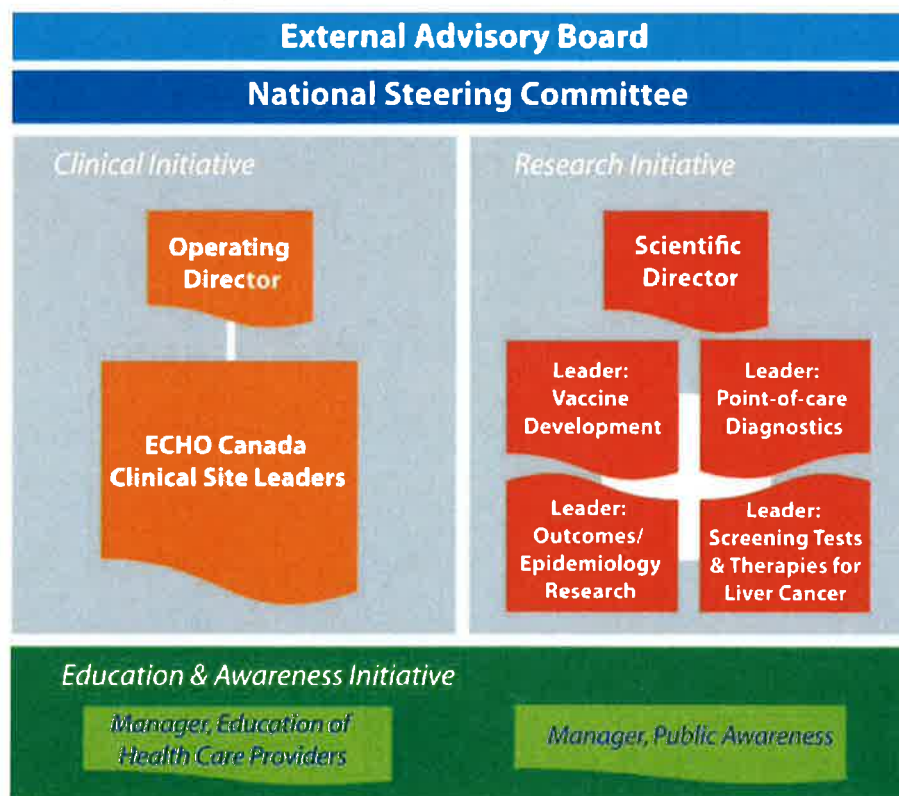 External Advisory Board
National Steering Committee
Clinical Initiative
Operating
Director
ECHO Canada
Clinical Site Leaders
Research Initiative
Scientific
Director
Leader:
Vaccine
Development
Leader:
Point-of-care
Diagnostics
Leader:
Outcomes/
Epidemiology
Research
Leader:
Screening Tests
& Therapies for
Liver Cancer
Education & Awareness Initiative
Manager, Education of
Health Care Providers
Manager, Public Awareness